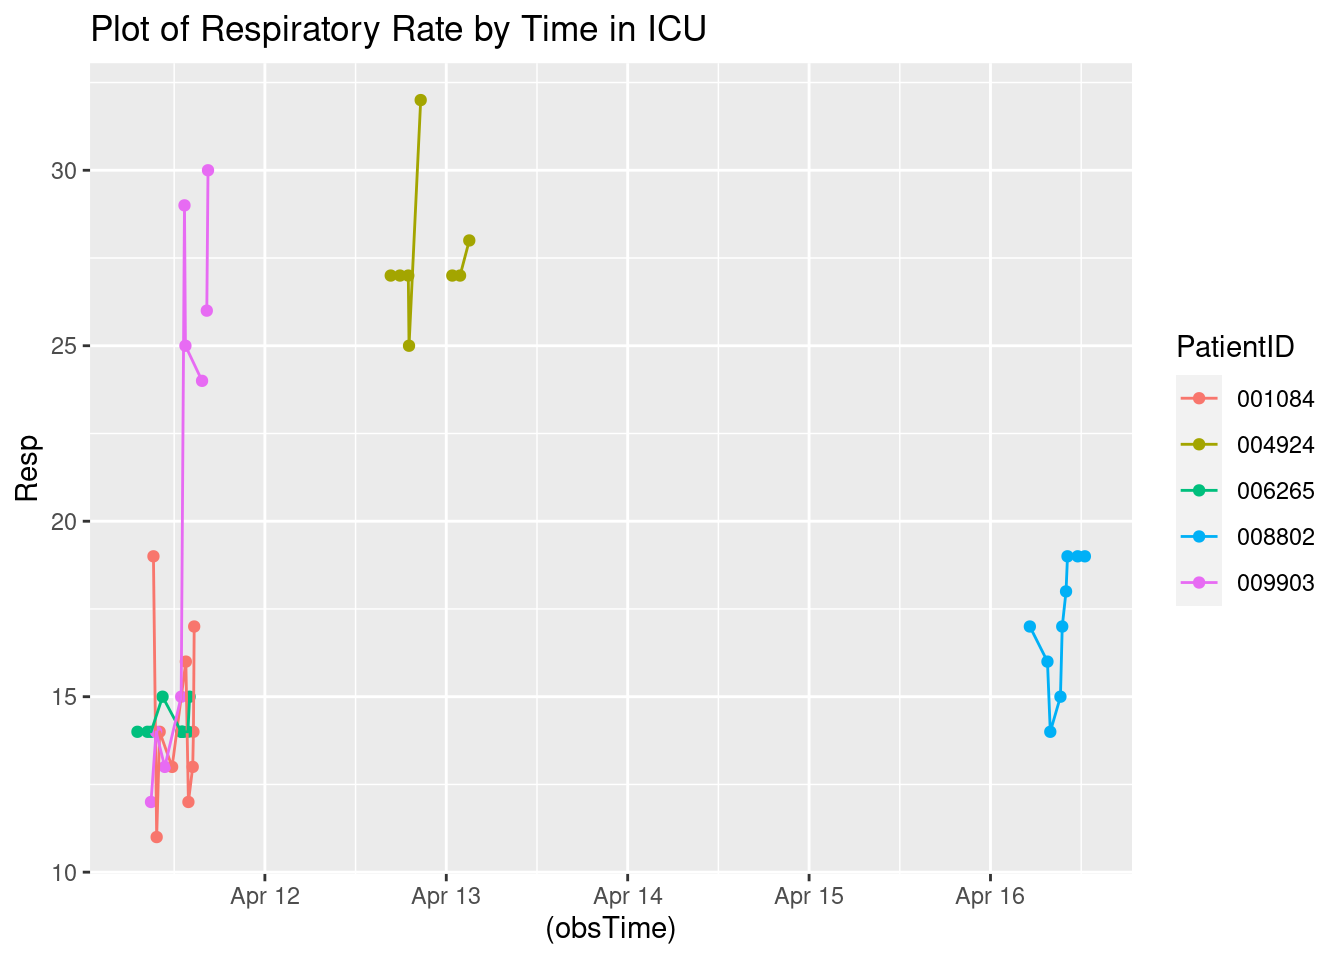 Plot of Respiratory Rate by Time in ICU
30
25
20
15
10
Resp
Apr 12
Apr 13
Apr 14
Apr 15
Apr 16
(obsTime)
PatientID
001084
004924
006265
008802
009903